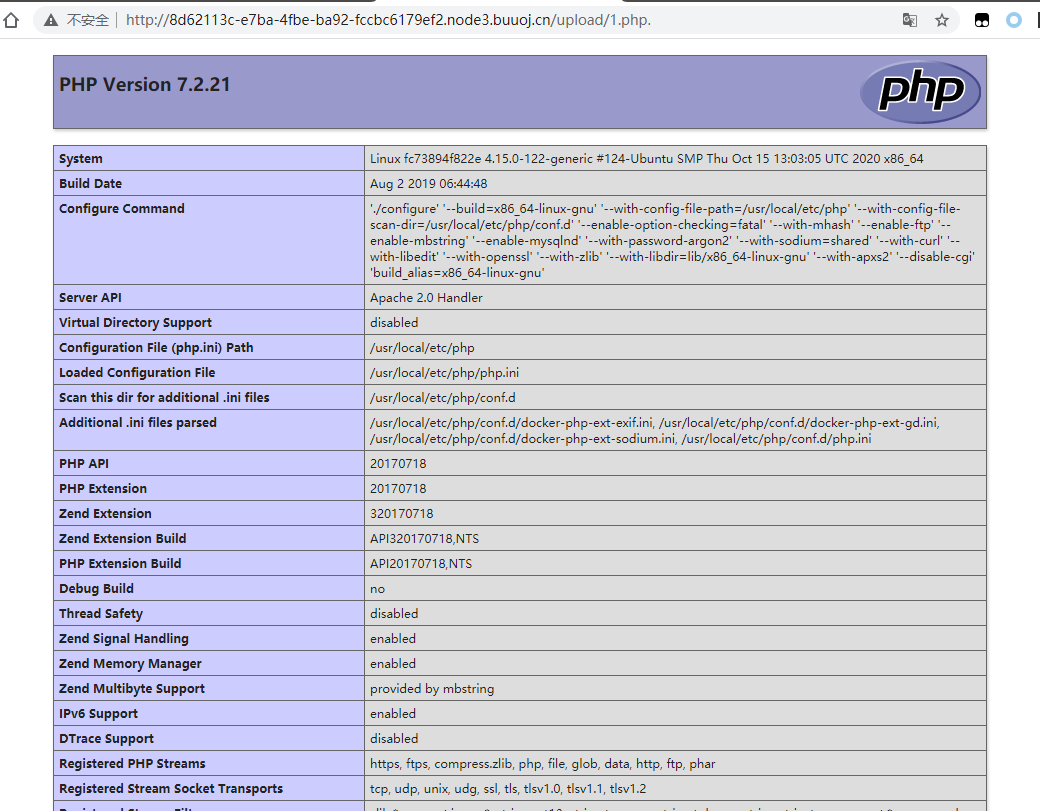 不安全 http://8d62113c-e7ba-4fbe-ba92-fccbc6179ef2.node3.buuoj.cn/upload/1.php.
PHP Version 7.2.21
php
System Linux fc73894f822e 4.15.0-122-generic #124-Ubuntu SMP Thu Oct 15 13:03:05 UTC 2020 x86_64
Build Date Aug 2 2019 06:44:48
Configure Command './configure' '--build=x86_64-linux-gnu' '--with-config-file-path=/usr/local/etc/php' '--with-config-file-
scan-dir=/usr/local/etc/php/conf.d' '--enable-option-checking=fatal' '--with-mhash' '--enable-ftp' '--
enable-mbstring' '--enable-mysqlnd' '--with-password-argon2' '--with-sodium=shared' '--with-curl' '--
with-libedit' '--with-openssl' '--with-zlib' '--with-libdir=lib/x86_64-linux-gnu' '--with-apxs2' '--disable-cgi'
'build_alias=x86_64-linux-gnu'
Server API Apache 2.0 Handler
Virtual Directory Support disabled
Configuration File (php.ini) Path /usr/local/etc/php
Loaded Configuration File /usr/local/etc/php/php.ini
Scan this dir for additional .ini files /usr/local/etc/php/conf.d
Additional .ini files parsed /usr/local/etc/php/conf.d/docker-php-ext-exif.ini, /usr/local/etc/php/conf.d/docker-php-ext-gd.ini,
/usr/local/etc/php/conf.d/docker-php-ext-sodium.ini, /usr/local/etc/php/conf.d/php.ini
PHP API 20170718
PHP Extension 20170718
Zend Extension 320170718
Zend Extension Build API320170718,NTS
PHP Extension Build API20170718,NTS
Debug Build no
Thread Safety disabled
Zend Signal Handling enabled
Zend Memory Manager enabled
Zend Multibyte Support provided by mbstring
IPv6 Support enabled
DTrace Support disabled
Registered PHP Streams https, ftps, compress.zlib, php, file, glob, data, http, ftp, phar
Registered Stream Socket Transports tcp, udp, unix, udg, ssl, tls, tlsv1.0, tlsv1.1, tlsv1.2